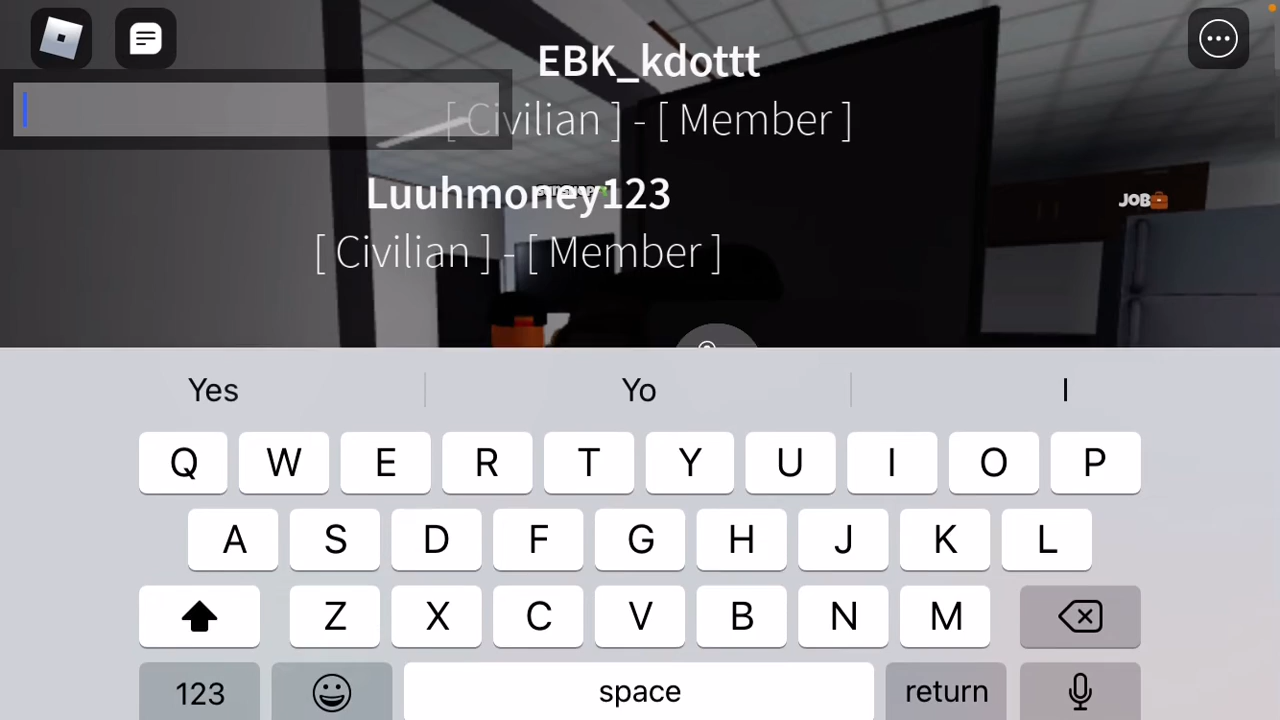 EBK_kdottt
[ Civilian ] - [ Member ]
Luuhmoney123
[ Civilian ] - [ Member ]
JOB💼
Yes Yo I
Q W E R T Y U I O P
A S D F G H J K L
Z X C V B N M
123 space return